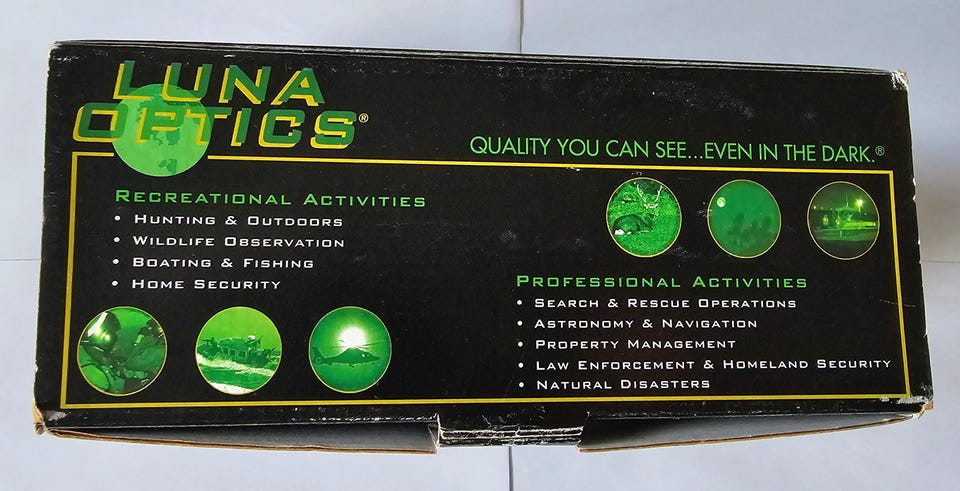 LUNA
OPTICS®
QUALITY YOU CAN SEE...EVEN IN THE DARK.®
RECREATIONAL ACTIVITIES
• HUNTING & OUTDOORS
• WILDLIFE OBSERVATION
• BOATING & FISHING
• HOME SECURITY
PROFESSIONAL ACTIVITIES
• SEARCH & RESCUE OPERATIONS
• ASTRONOMY & NAVIGATION
• PROPERTY MANAGEMENT
• LAW ENFORCEMENT & HOMELAND SECURITY
• NATURAL DISASTERS